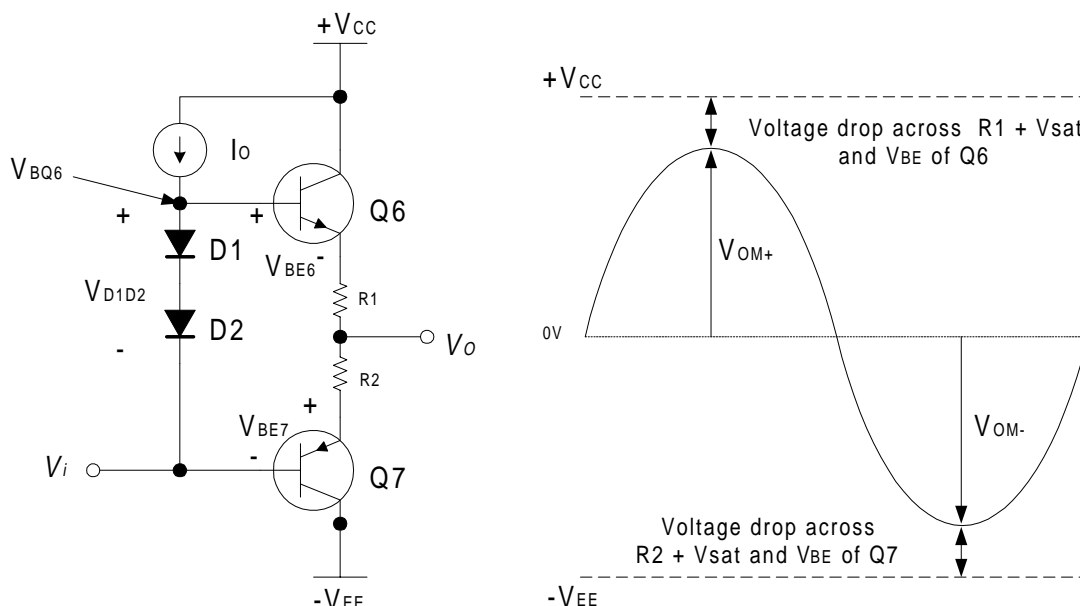 +VCC
IO
VBQ6
+
+
Q6
D1
VBE6
-
VD1D2
R1
D2
VO
-
R2
+
VBE7
-
Vi
Q7
-VEE
+VCC
Voltage drop across R1 + Vsat
and VBE of Q6
VOM+
0V
VOM-
Voltage drop across
R2 + Vsat and VBE of Q7
-VEE